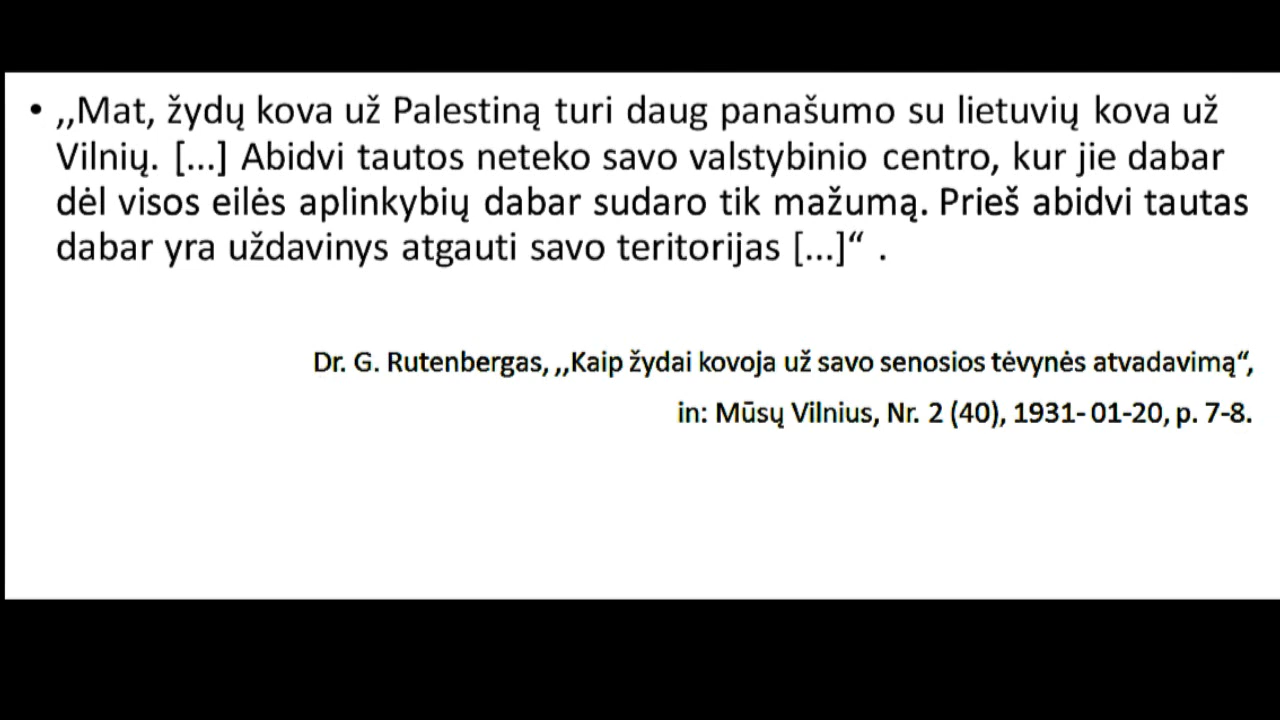 • ,,Mat, žydų kova už Palestiną turi daug panašumo su lietuvių kova už
Vilnių. [...] Abidvi tautos neteko savo valstybinio centro, kur jie dabar
dėl visos eilės aplinkybių dabar sudaro tik mažumą. Prieš abidvi tautas
dabar yra uždavinys atgauti savo teritorijas [...]“ .
Dr. G. Rutenbergas, ,,Kaip žydai kovoja už savo senosios tėvynės atvadavimą“,
in: Mūsų Vilnius, Nr. 2 (40), 1931- 01-20, p. 7-8.